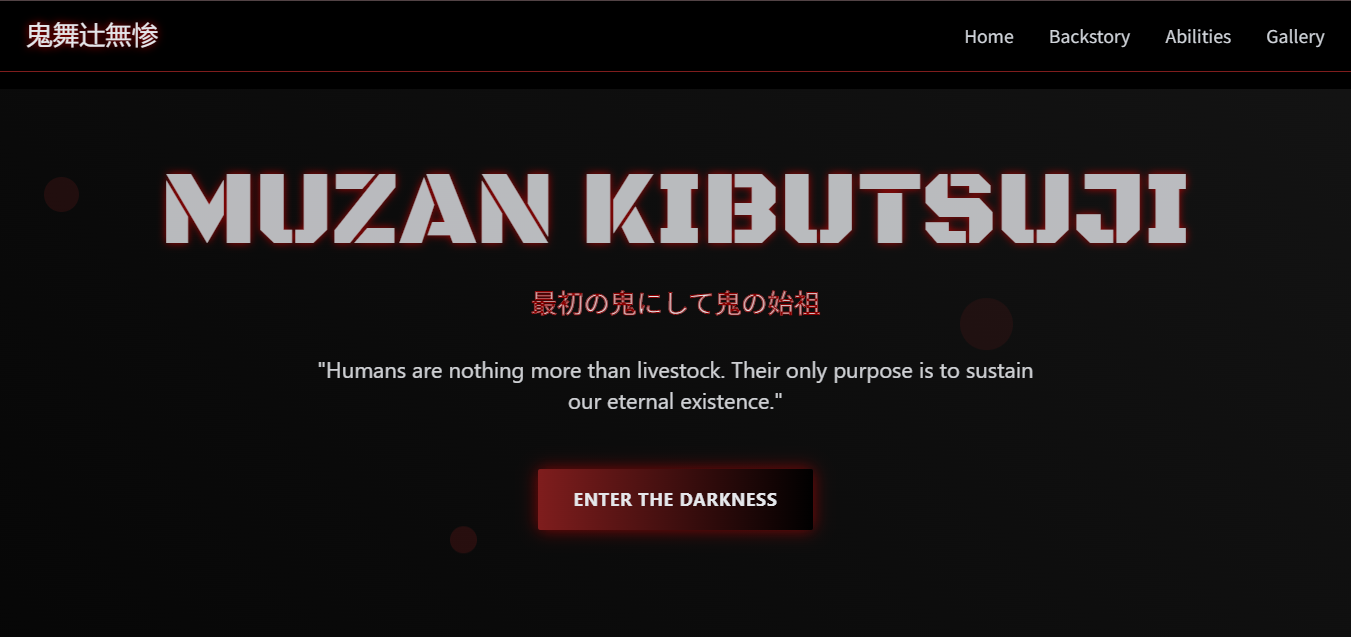 鬼舞辻無惨
Home Backstory Abilities Gallery
MUZAN KIBUTSUJI
最初の鬼にして鬼の始祖
"Humans are nothing more than livestock. Their only purpose is to sustain
our eternal existence."
ENTER THE DARKNESS